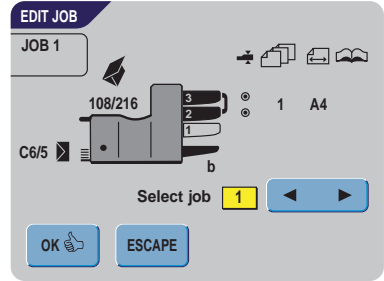 EDIT JOB
JOB 1
108/216
3
2
1
1 A4
C6/5
b
Select job 1
OK ESCAPE